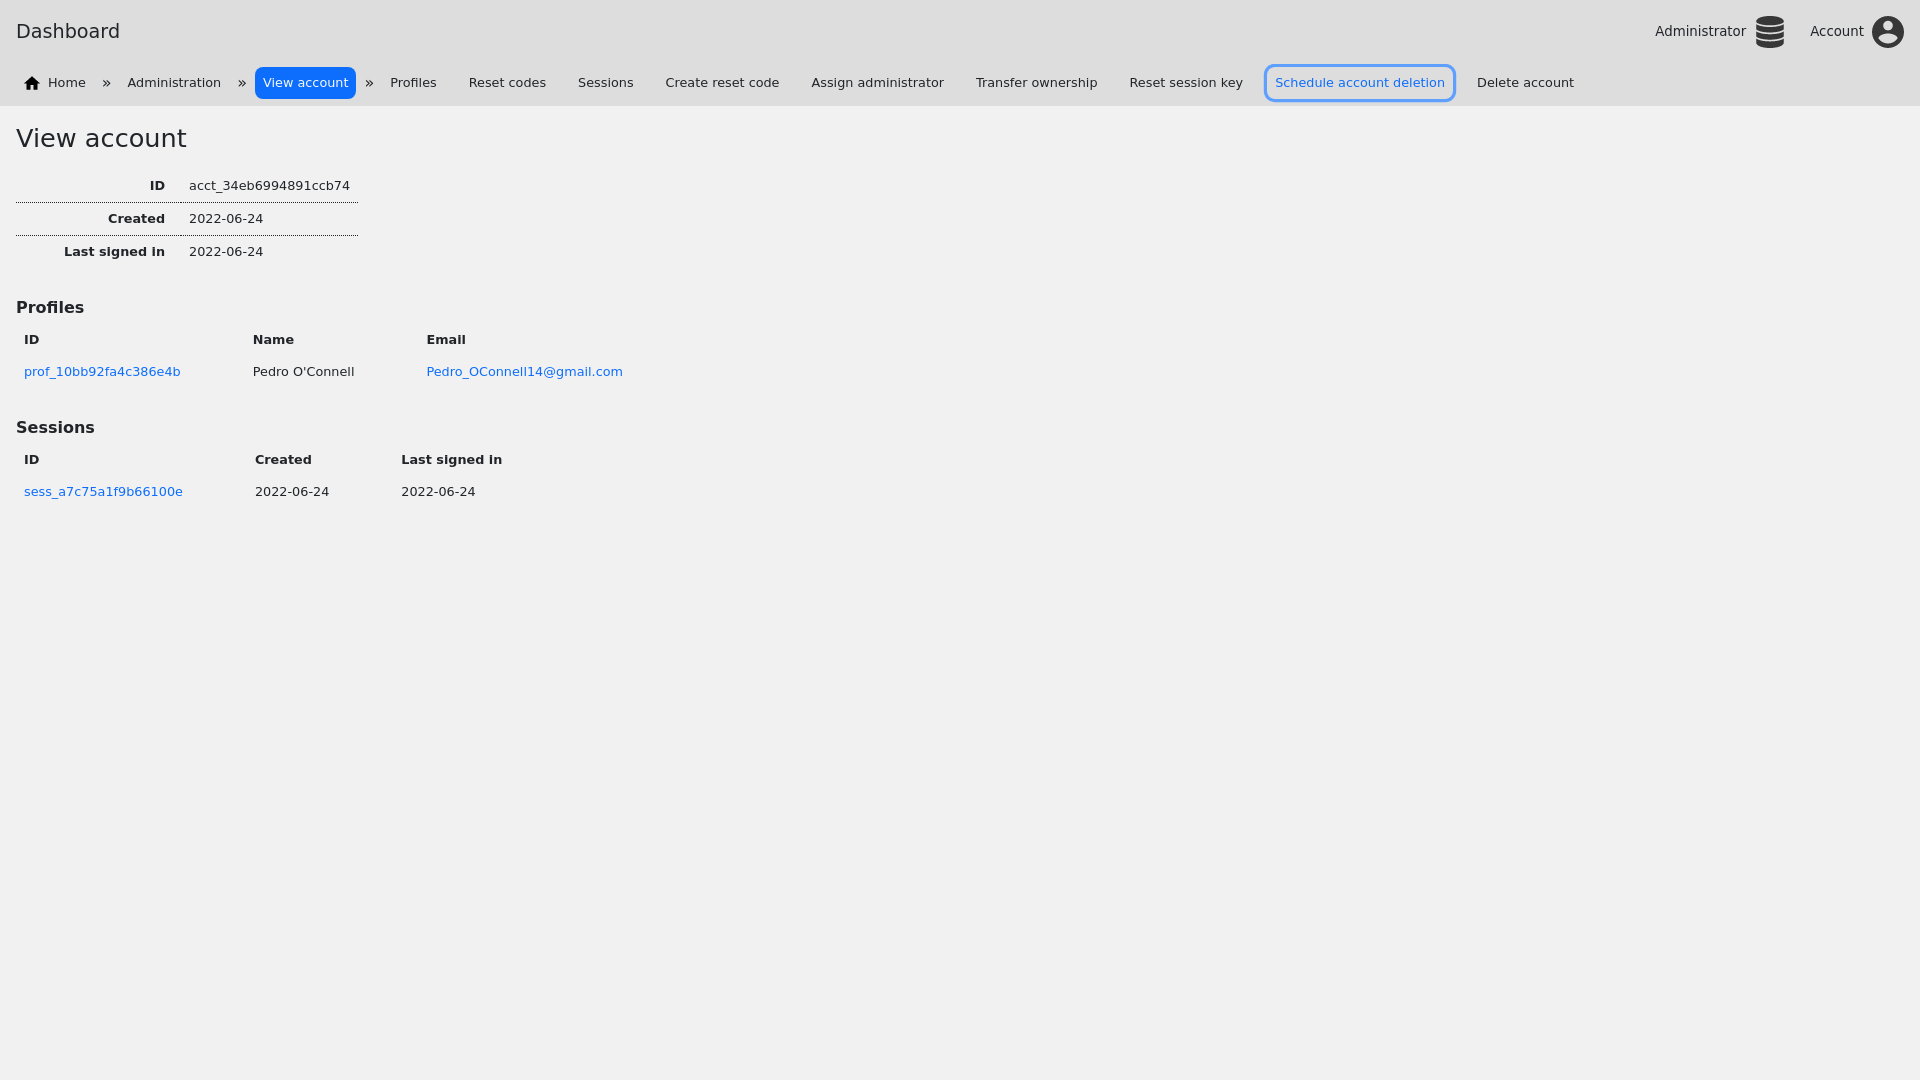 Dashboard
Administrator
Account
Home » Administration » View account » Profiles Reset codes Sessions Create reset code Assign administrator Transfer ownership Reset session key Schedule account deletion Delete account
View account
ID acct_34eb6994891ccb74
Created 2022-06-24
Last signed in 2022-06-24
Profiles
ID Name Email
prof_10bb92fa4c386e4b Pedro O'Connell Pedro_OConnell14@gmail.com
Sessions
ID Created Last signed in
sess_a7c75a1f9b66100e 2022-06-24 2022-06-24